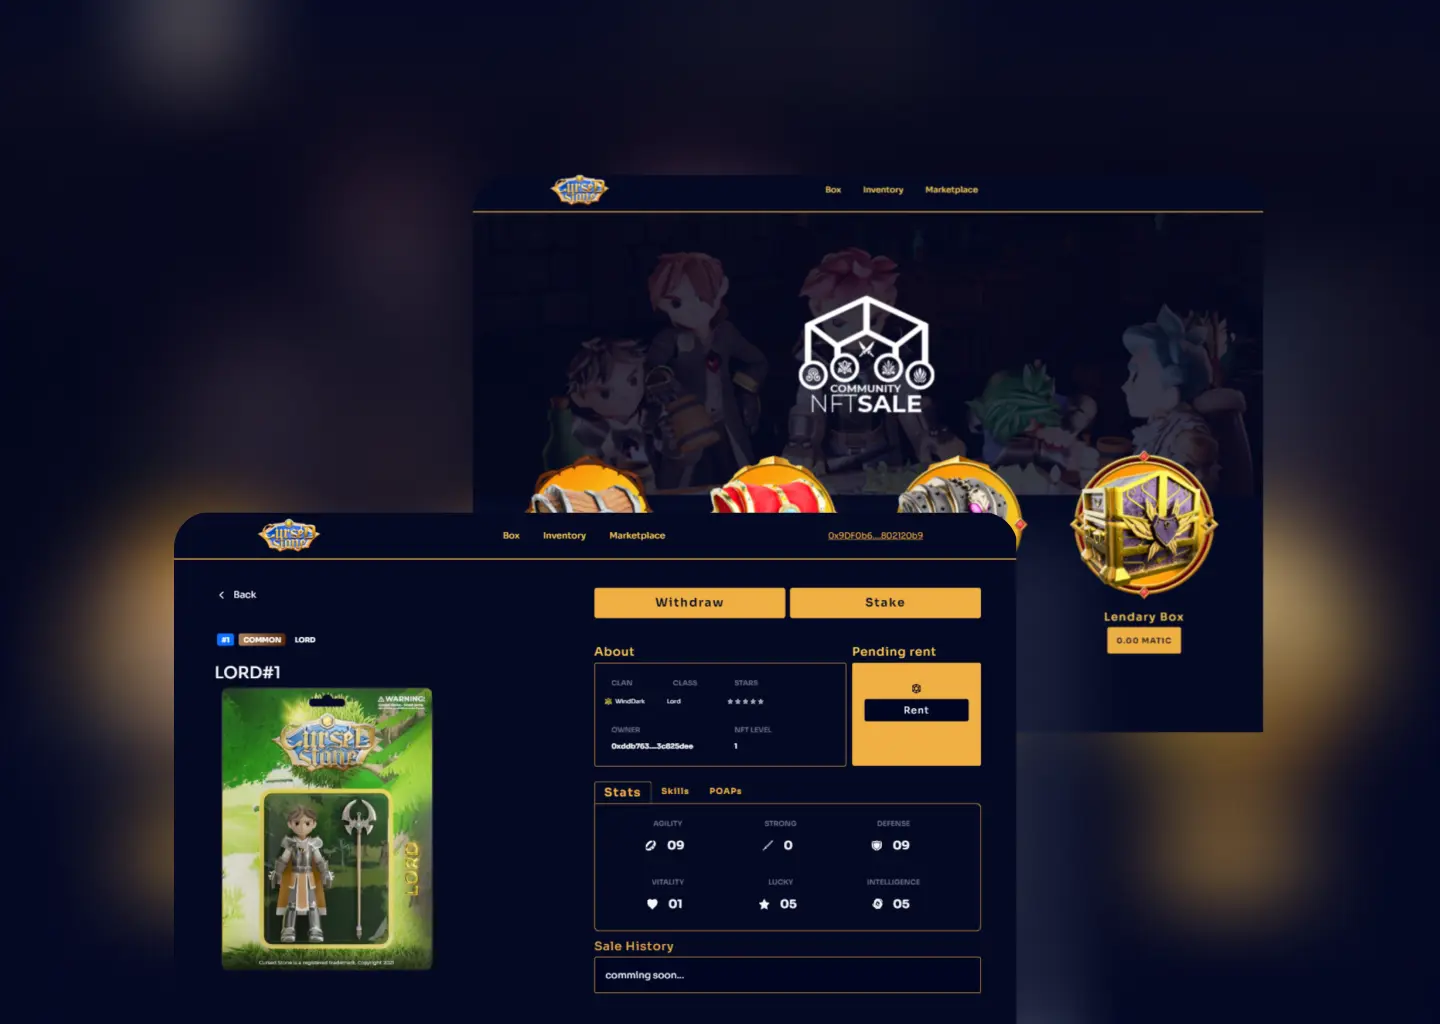 Cursed
Stone
Box
Inventory
Marketplace
COMMUNITY
NFTSALE
Lendary Box
0.00 MATIC
Cursed
Stone
Box
Inventory
Marketplace
0x9DF0b6....802120b9
Back
#1
COMMON
LORD
LORD#1
WARNING:
Cursed
Stone
LORD
Cursed Stone is a registered trademark. Copyright 2021
Withdraw
Stake
About
CLAN
CLASS
STARS
WindDark
Lord
OWNER
NFT LEVEL
0xddb763....3c825dee
1
Pending rent
Rent
Stats
Skills
POAPs
AGILITY
STRONG
DEFENSE
09
0
09
VITALITY
LUCKY
INTELLIGENCE
01
05
05
Sale History
comming soon...